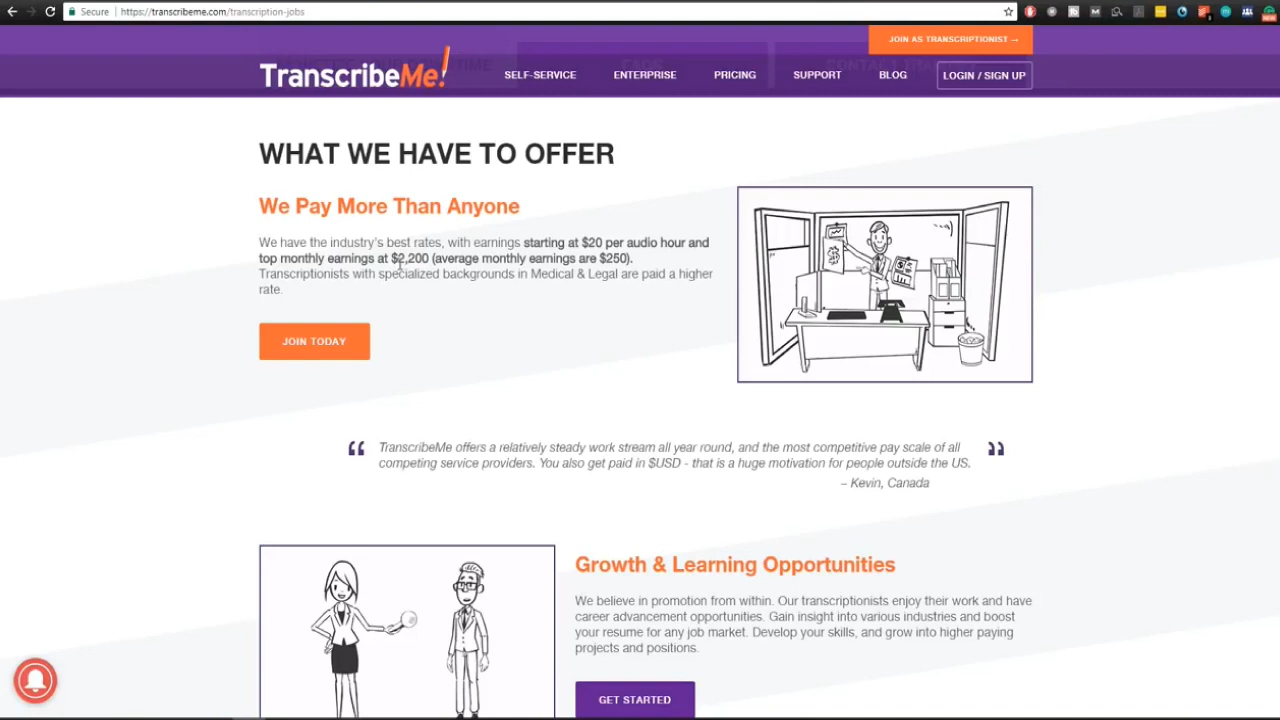 Secure
https://transcribeme.com/transcription-jobs
JOIN AS TRANSCRIPTIONIST →
TranscribeMe!
SELF-SERVICE
ENTERPRISE
PRICING
SUPPORT
BLOG
LOGIN / SIGN UP
WHAT WE HAVE TO OFFER
We Pay More Than Anyone
We have the industry's best rates, with earnings starting at $20 per audio hour and
top monthly earnings at $2,200 (average monthly earnings are $250).
Transcriptionists with specialized backgrounds in Medical & Legal are paid a higher
rate.
JOIN TODAY
“ TranscribeMe offers a relatively steady work stream all year round, and the most competitive pay scale of all ”
competing service providers. You also get paid in $USD - that is a huge motivation for people outside the US.
– Kevin, Canada
Growth & Learning Opportunities
We believe in promotion from within. Our transcriptionists enjoy their work and have
career advancement opportunities. Gain insight into various industries and boost
your resume for any job market. Develop your skills, and grow into higher paying
projects and positions.
GET STARTED